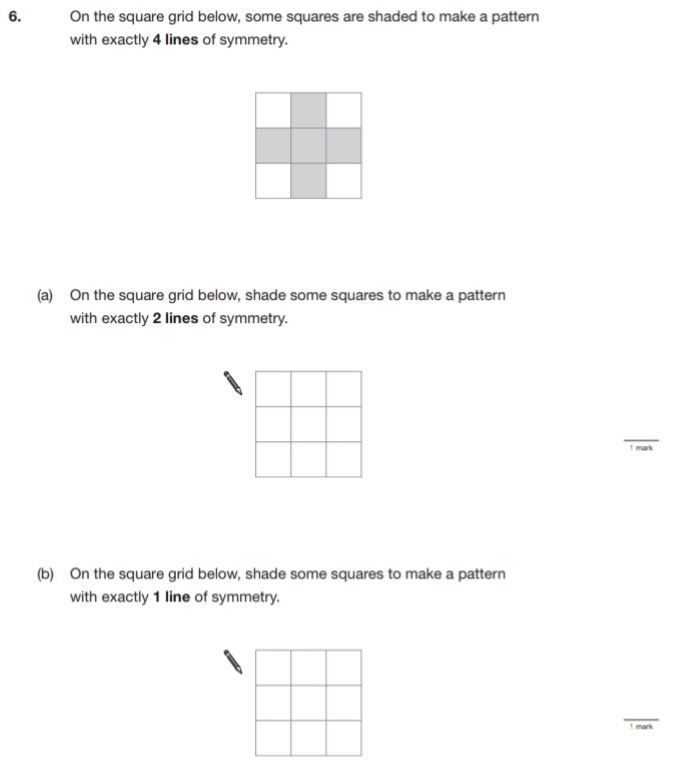 6. On the square grid below, some squares are shaded to make a pattern
with exactly 4 lines of symmetry.
(a) On the square grid below, shade some squares to make a pattern
with exactly 2 lines of symmetry.
1 mark
(b) On the square grid below, shade some squares to make a pattern
with exactly 1 line of symmetry.
1 mark